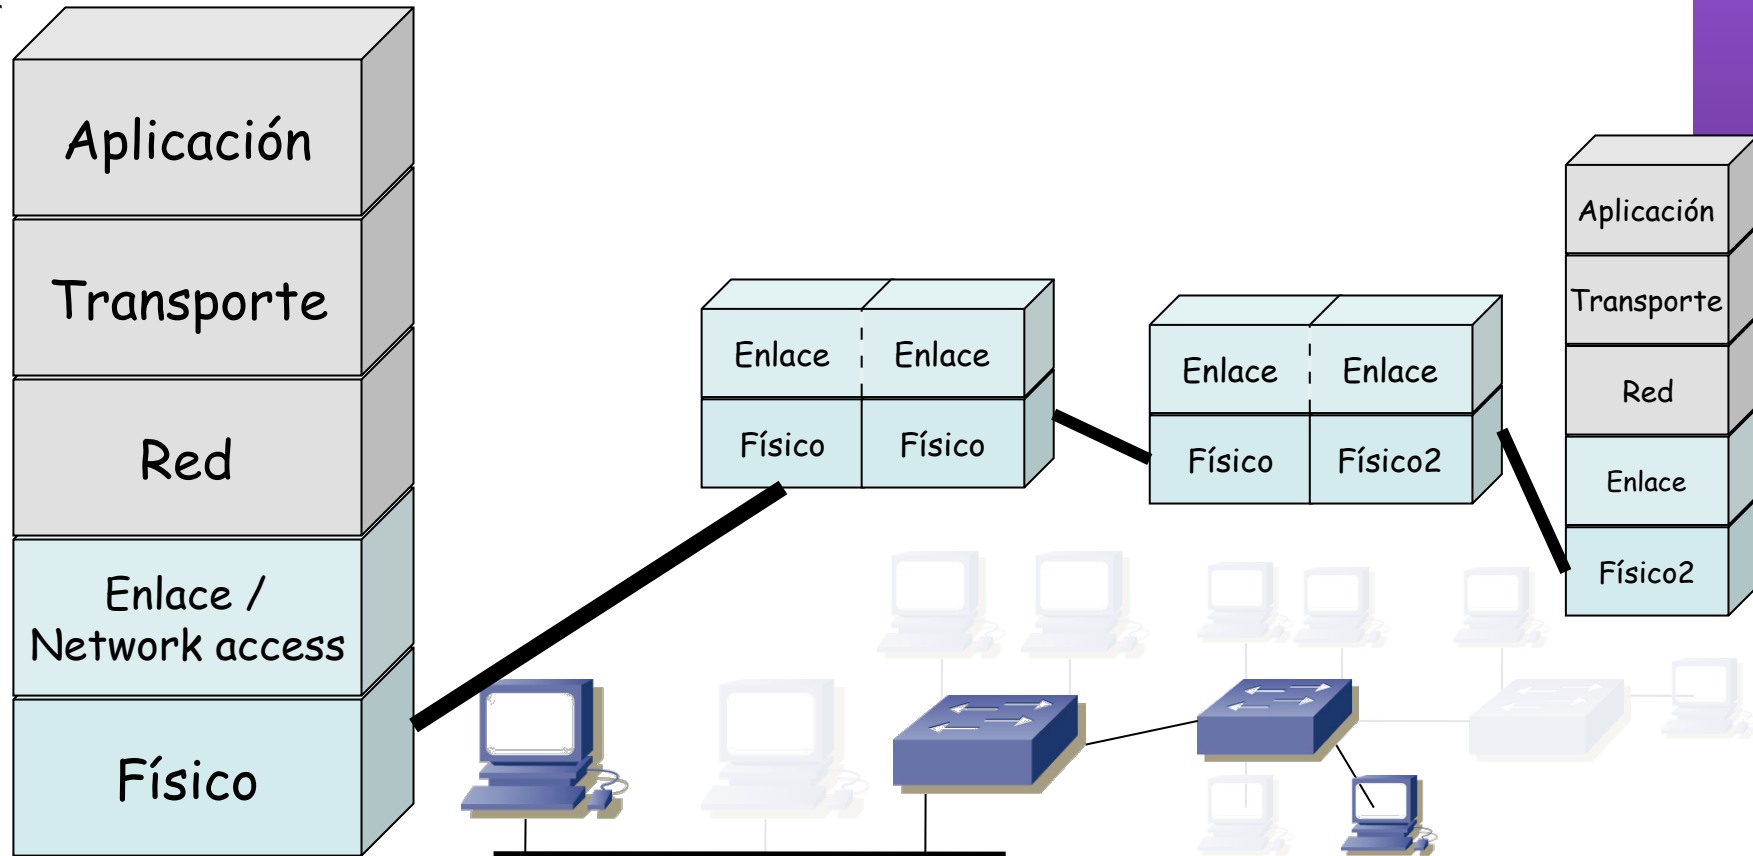 Aplicación
Transporte
Red
Enlace /
Network access
Físico
Enlace
Enlace
Físico
Físico
Enlace
Enlace
Físico
Físico2
Aplicación
Transporte
Red
Enlace
Físico2